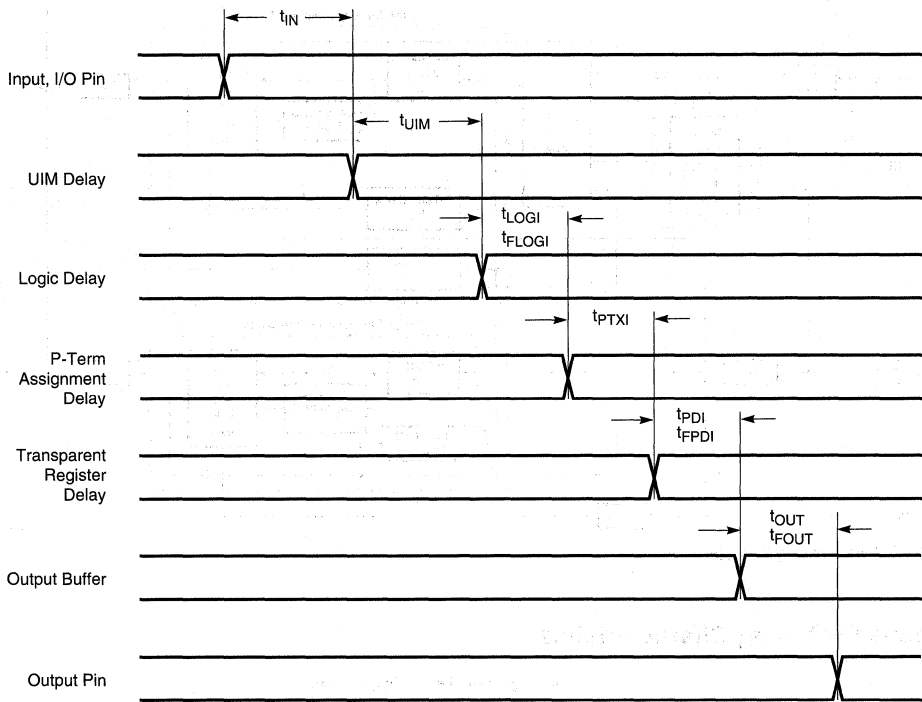 tIN
Input, I/O Pin
tUIM
UIM Delay
tLOGI
tFLOGI
Logic Delay
tPTXI
P-Term
Assignment
Delay
tPDI
tFPDI
Transparent
Register
Delay
tOUT
tFOUT
Output Buffer
Output Pin